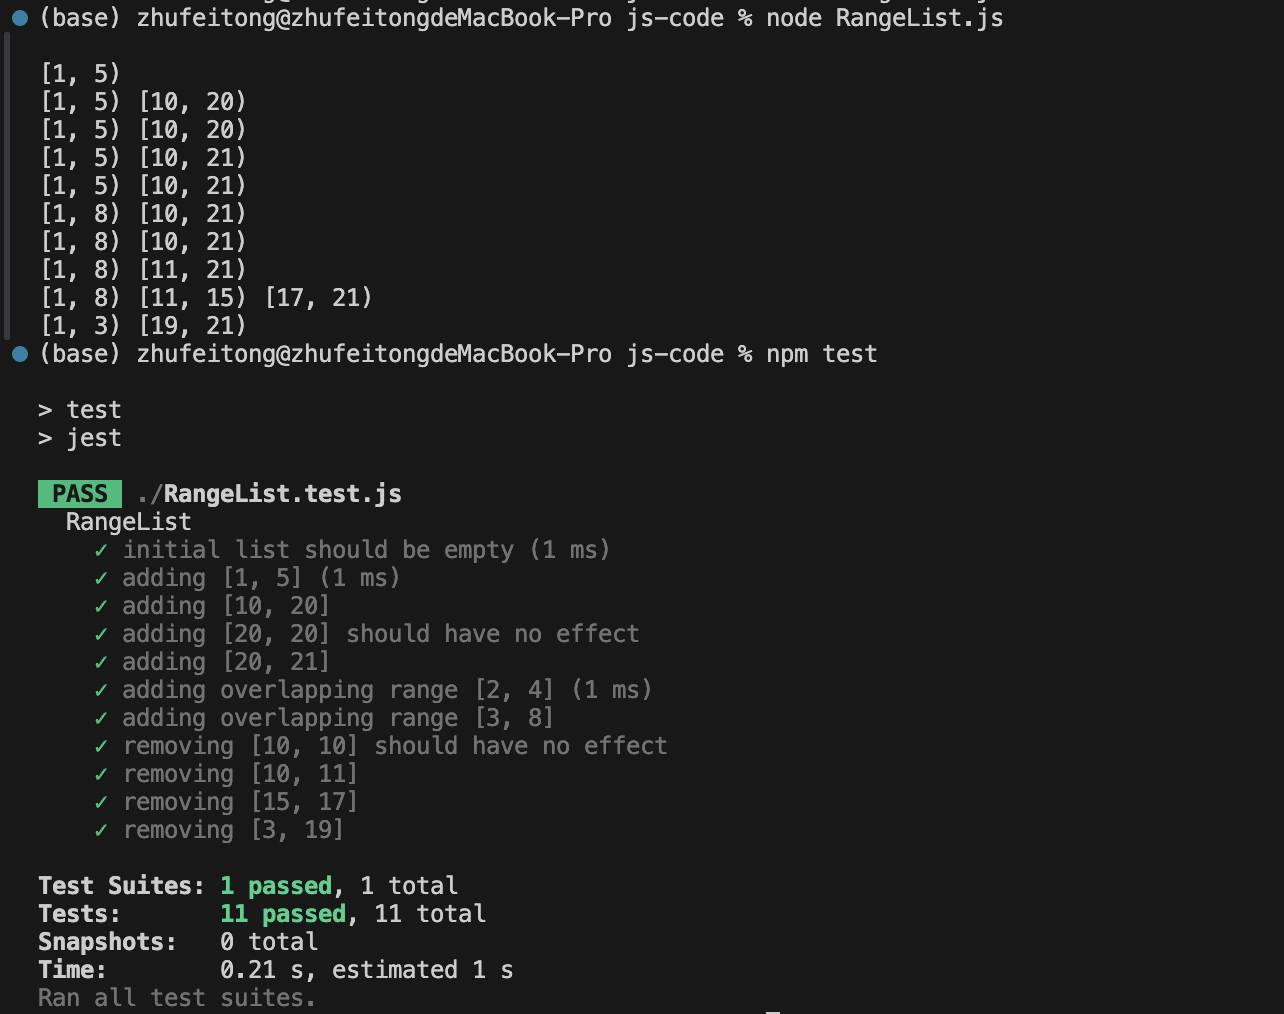 (base) zhufeitong@zhufeitongdeMacBook-Pro js-code % node RangeList.js
[1, 5)
[1, 5) [10, 20)
[1, 5) [10, 20)
[1, 5) [10, 21)
[1, 5) [10, 21)
[1, 8) [10, 21)
[1, 8) [10, 21)
[1, 8) [11, 21)
[1, 8) [11, 15) [17, 21)
[1, 3) [19, 21)
(base) zhufeitong@zhufeitongdeMacBook-Pro js-code % npm test
> test
> jest
PASS ./RangeList.test.js
RangeList
✓ initial list should be empty (1 ms)
✓ adding [1, 5] (1 ms)
✓ adding [10, 20]
✓ adding [20, 20] should have no effect
✓ adding [20, 21]
✓ adding overlapping range [2, 4] (1 ms)
✓ adding overlapping range [3, 8]
✓ removing [10, 10] should have no effect
✓ removing [10, 11]
✓ removing [15, 17]
✓ removing [3, 19]
Test Suites: 1 passed, 1 total
Tests: 11 passed, 11 total
Snapshots: 0 total
Time: 0.21 s, estimated 1 s
Ran all test suites.